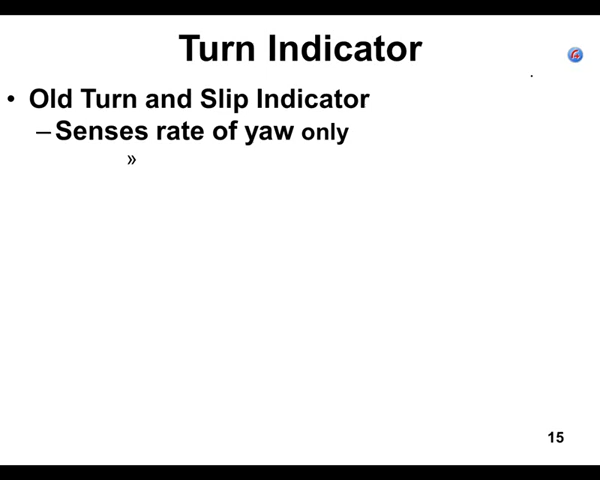 Turn Indicator
• Old Turn and Slip Indicator
– Senses rate of yaw only
»
15